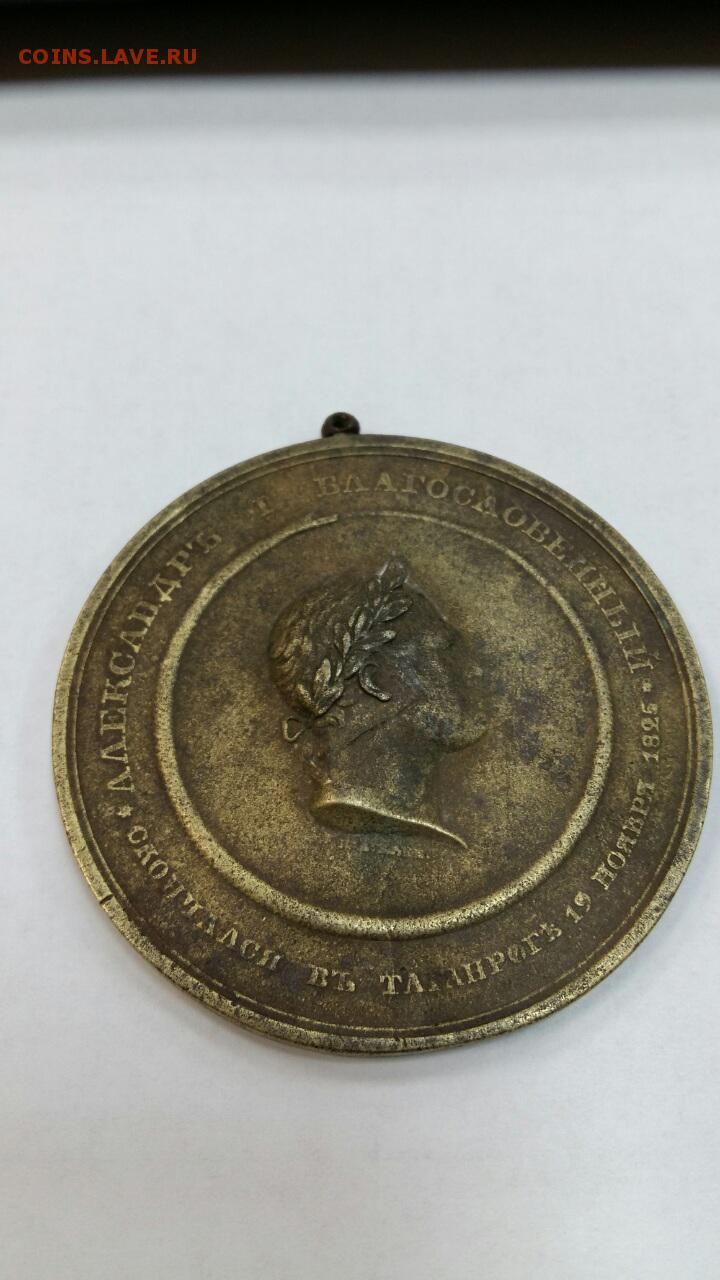 COINS.LAVE.RU
АЛЕКСАНДРЪ I БЛАГОСЛОВЕННЫЙ
СКОНЧАЛСЯ ВЪ ТАГАНРОГѢ 19 НОЯБРЯ 1825